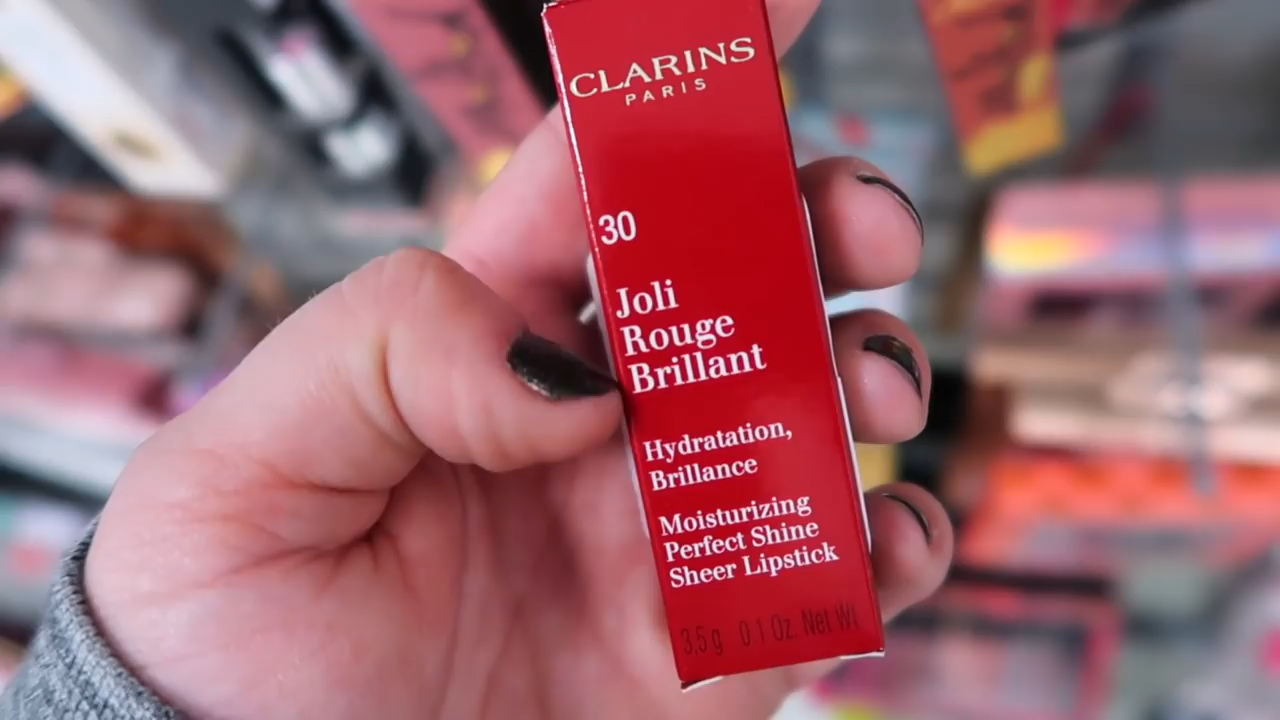 CLARINS
PARIS
30
Joli
Rouge
Brillant
Hydratation,
Brillance
Moisturizing
Perfect Shine
Sheer Lipstick
3.5 g 0.1 Oz. Net Wt